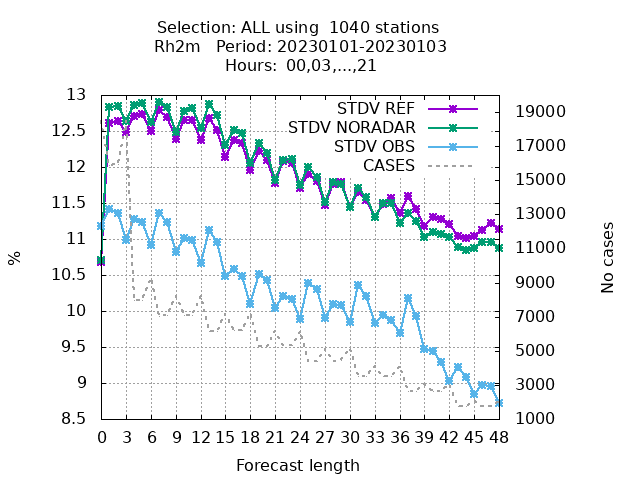 Selection: ALL using  1040 stations
Rh2m   Period: 20230101-20230103
Hours:  00,03,...,21
STDV REF
STDV NORADAR
STDV OBS
CASES
13
12.5
12
11.5
11
10.5
10
9.5
9
8.5
%
19000
17000
15000
13000
11000
9000
7000
5000
3000
1000
No cases
0 3 6 9 12 15 18 21 24 27 30 33 36 39 42 45 48
Forecast length